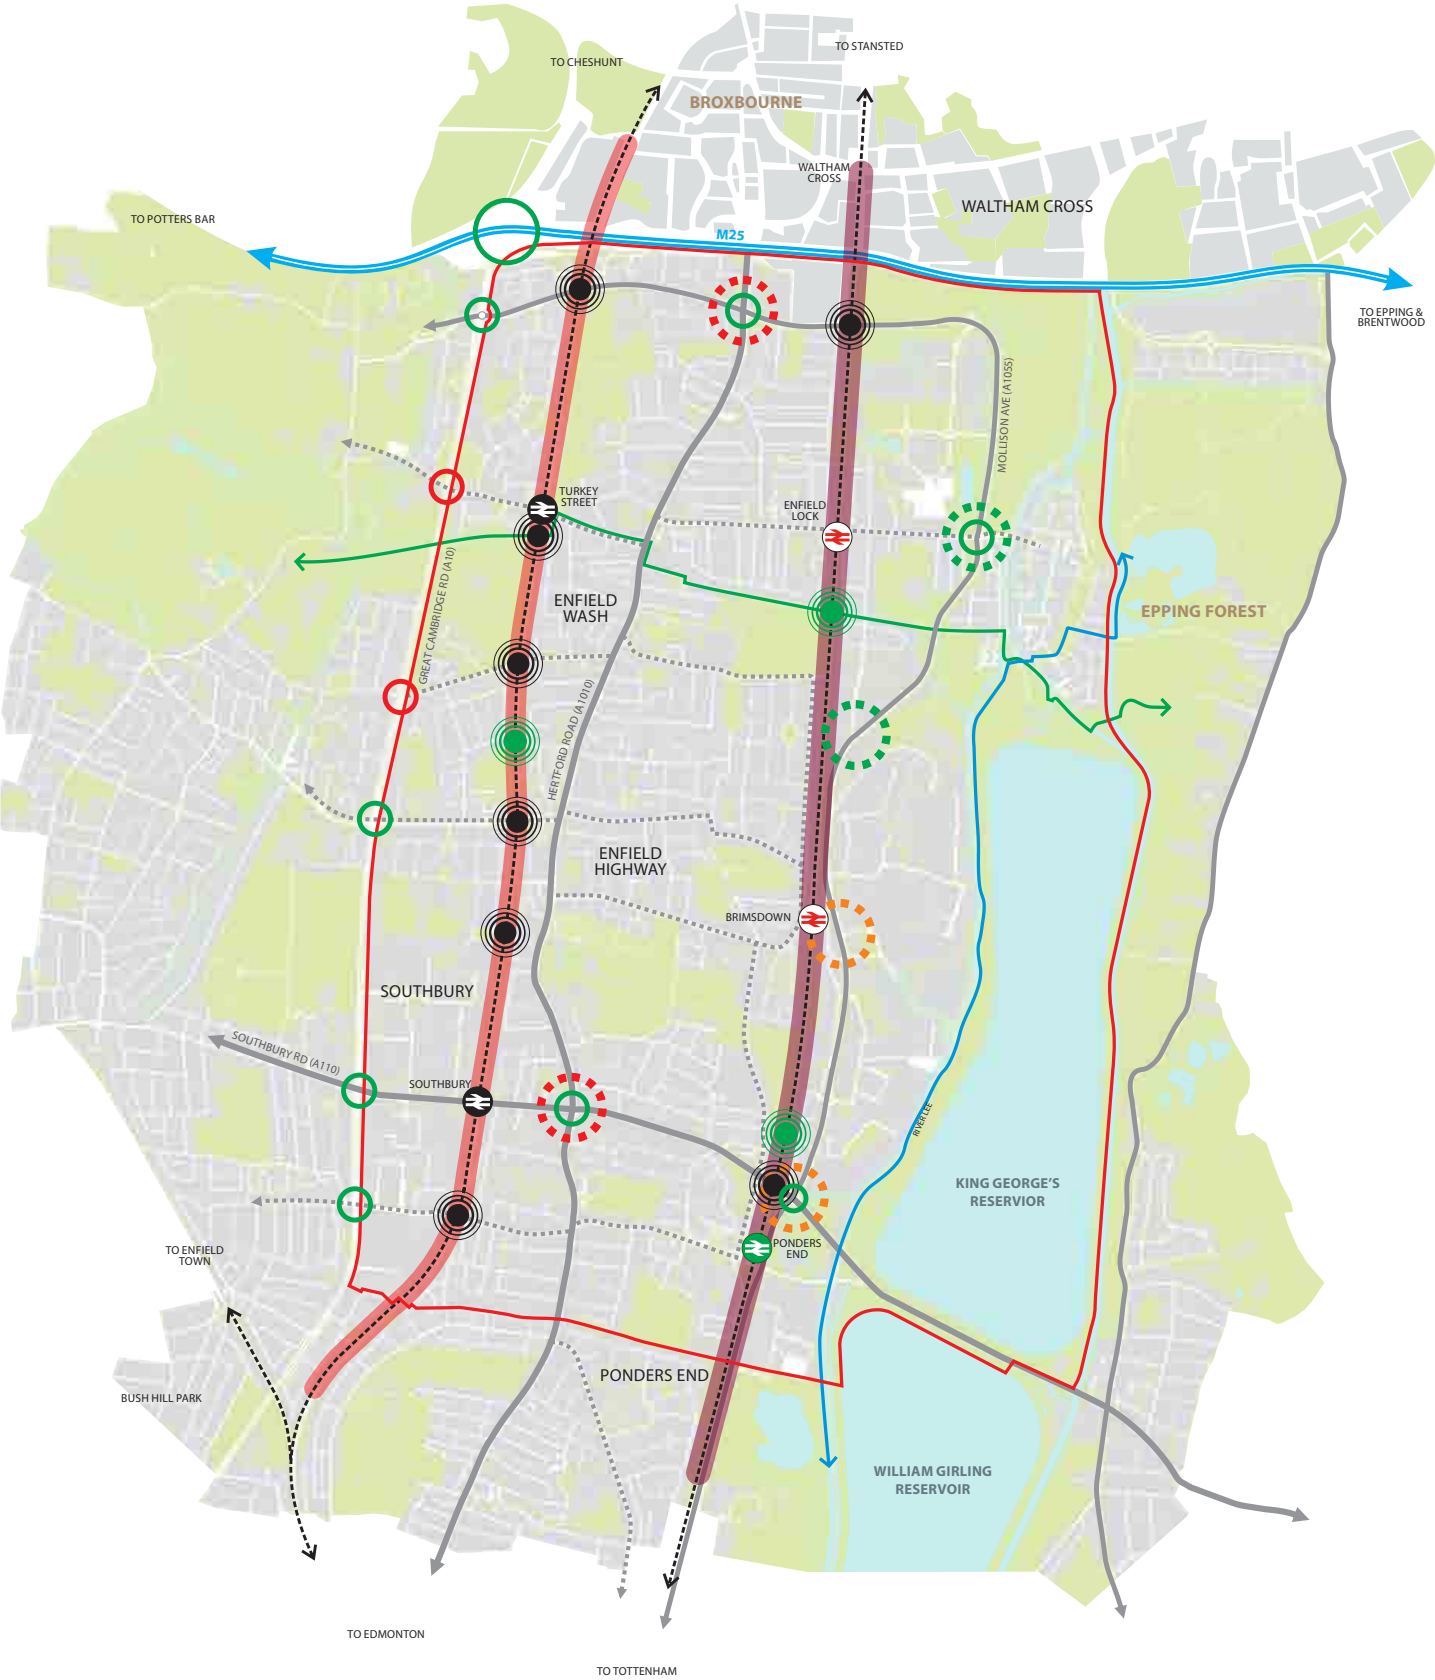 TO STANSTED
TO CHESHUNT
BROXBOURNE
WALTHAM
CROSS
WALTHAM CROSS
TO POTTERS BAR
M25
TO EPPING &
BRENTWOOD
MOLLISON AVE (A1055)
TURKEY
STREET
ENFIELD
LOCK
GREAT CAMBRIDGE RD (A10)
ENFIELD
WASH
EPPING FOREST
HERTFORD ROAD (A1010)
ENFIELD
HIGHWAY
BRIMSDOWN
SOUTHBURY
SOUTHBURY RD (A110)
SOUTHBURY
RIVER LEE
KING GEORGE'S
RESERVIOR
PONDERS
END
TO ENFIELD
TOWN
PONDERS END
BUSH HILL PARK
WILLIAM GIRLING
RESERVOIR
TO EDMONTON
TO TOTTENHAM